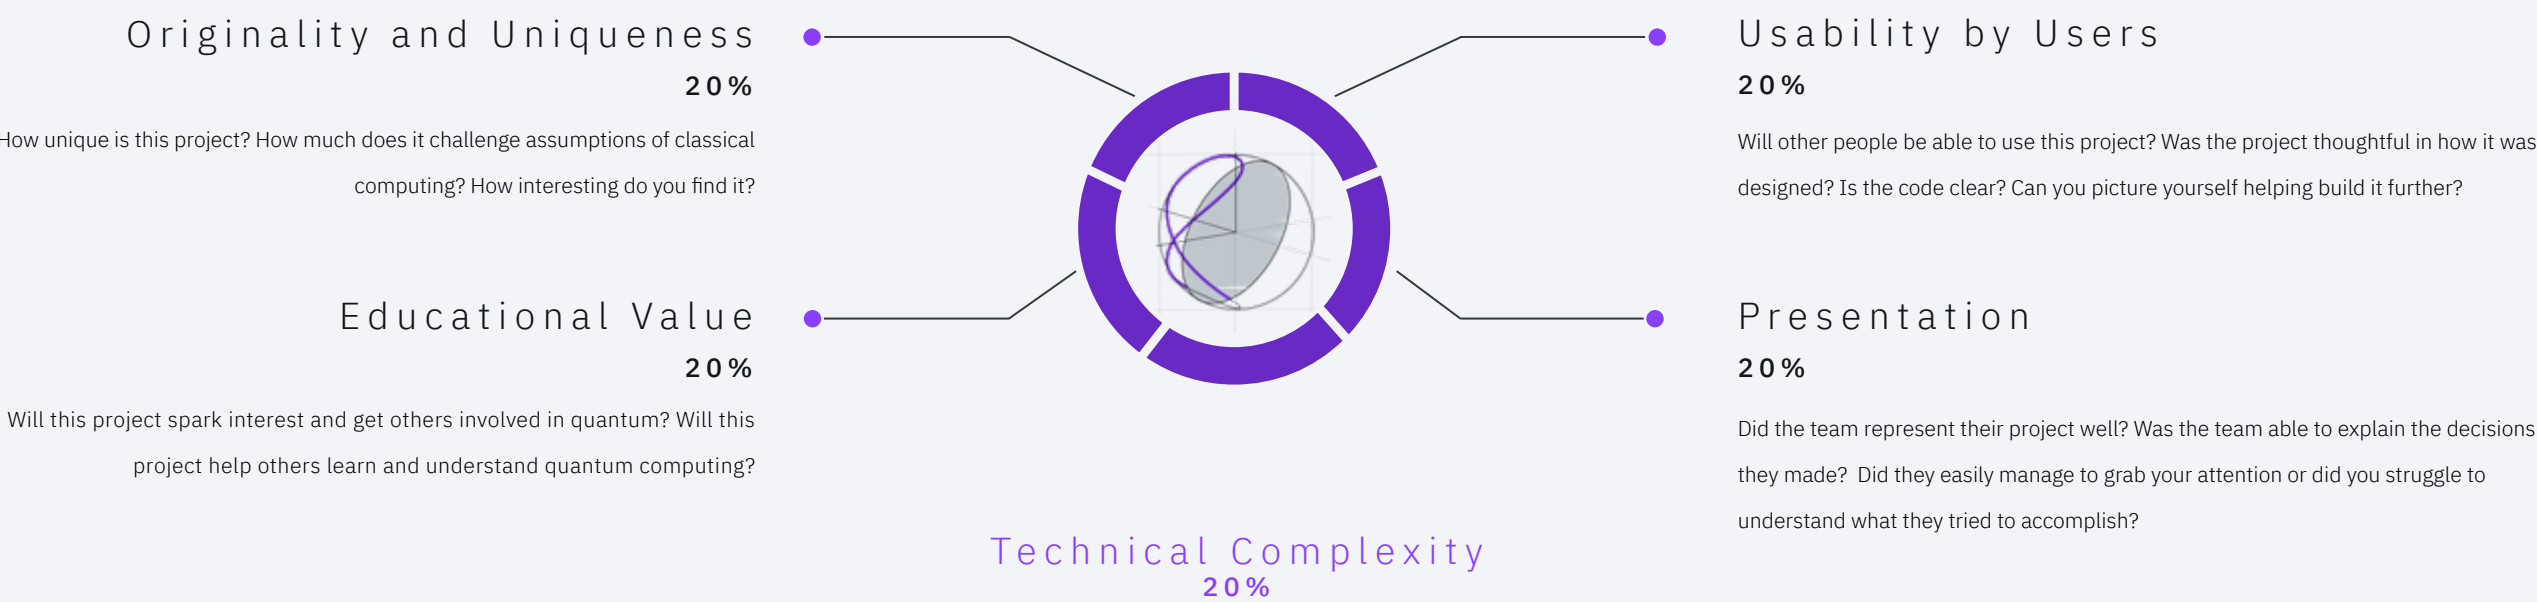 Originality and Uniqueness
20%
How unique is this project? How much does it challenge assumptions of classical
computing? How interesting do you find it?
Educational Value
20%
Will this project spark interest and get others involved in quantum? Will this
project help others learn and understand quantum computing?
Technical Complexity
20%
Usability by Users
20%
Will other people be able to use this project? Was the project thoughtful in how it was
designed? Is the code clear? Can you picture yourself helping build it further?
Presentation
20%
Did the team represent their project well? Was the team able to explain the decisions
they made?  Did they easily manage to grab your attention or did you struggle to
understand what they tried to accomplish?